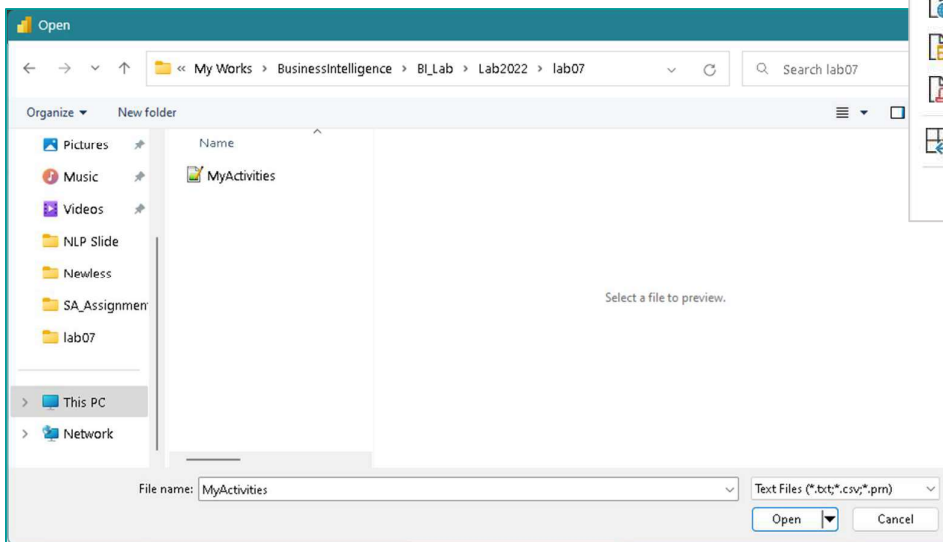 Open
« My Works > BusinessIntelligence > BI_Lab > Lab2022 > lab07
Search lab07
Organize
New folder
Pictures
Music
Videos
NLP Slide
Newless
SA_Assignmen
lab07
This PC
Network
Name
MyActivities
Select a file to preview.
File name: MyActivities
Text Files (*.txt;*.csv;*.prn)
Open
Cancel